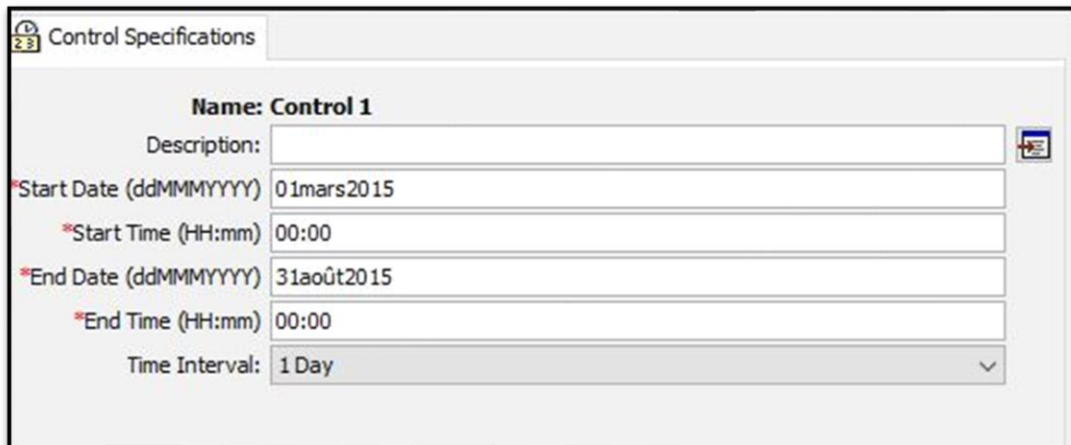 Control Specifications
Name: Control 1
Description:
*Start Date (ddMMMYYYY) 01mars2015
*Start Time (HH:mm) 00:00
*End Date (ddMMMYYYY) 31août2015
*End Time (HH:mm) 00:00
Time Interval: 1 Day